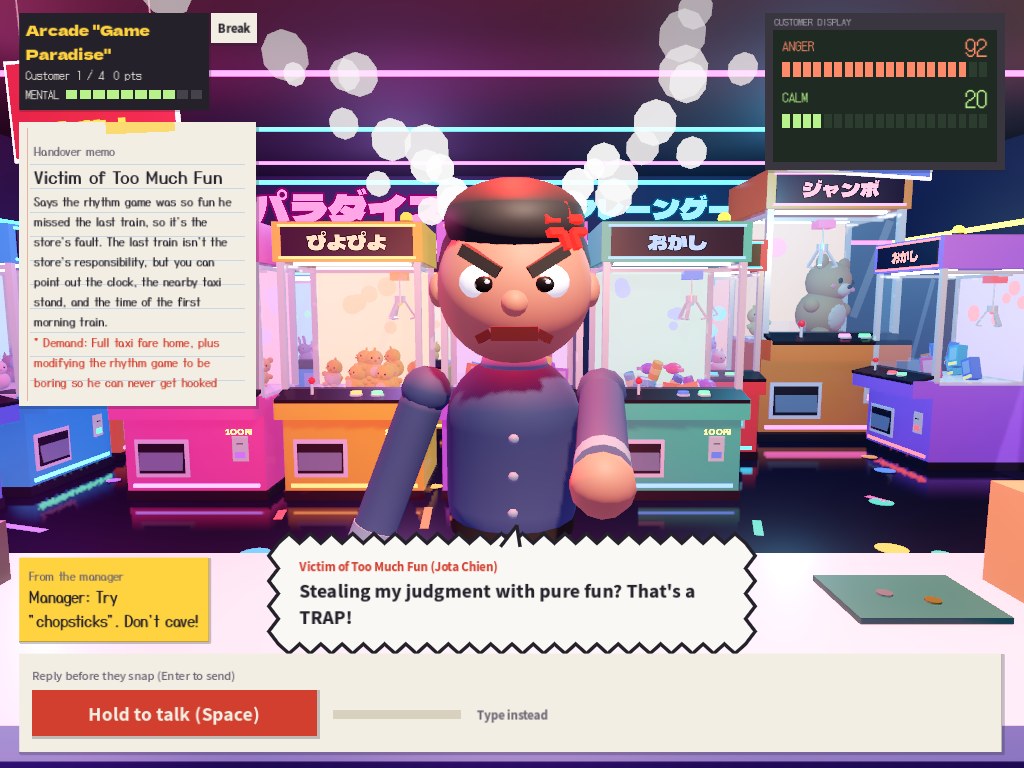 Arcade "Game
Paradise"
Customer 1 / 4 0 pts
MENTAL
Break
CUSTOMER DISPLAY
ANGER
92
CALM
20
Handover memo
Victim of Too Much Fun
Says the rhythm game was so fun he
missed the last train, so it's the
store's fault. The last train isn't the
store's responsibility, but you can
point out the clock, the nearby taxi
stand, and the time of the first
morning train.
* Demand: Full taxi fare home, plus
modifying the rhythm game to be
boring so he can never get hooked
パラダイ
レーンゲー
ジャンボ
ぴよぴよ
おかし
おかし
100円
100円
From the manager
Manager: Try
"chopsticks". Don't cave!
Victim of Too Much Fun (Jota Chien)
Stealing my judgment with pure fun? That's a
TRAP!
Reply before they snap (Enter to send)
Hold to talk (Space)
Type instead